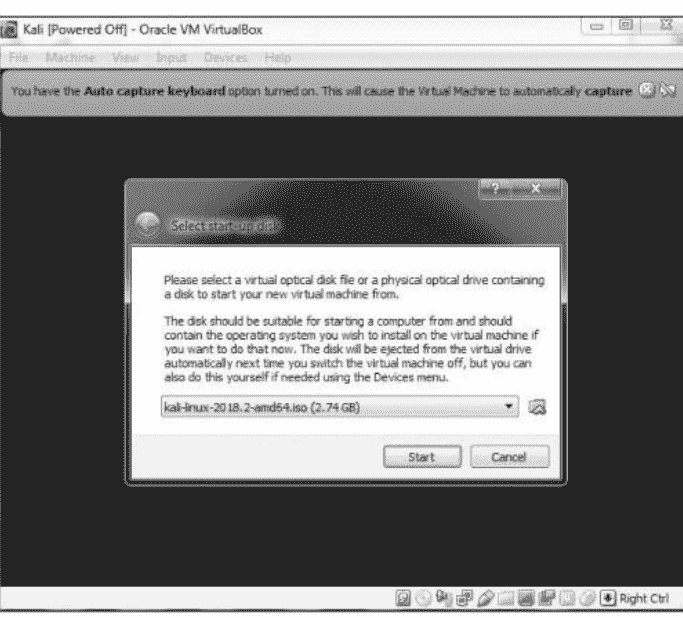 Kali [Powered Off] - Oracle VM VirtualBox
File Machine View Input Devices Help
You have the Auto capture keyboard option turned on. This will cause the Virtual Machine to automatically capture
? X
Select start-up disk
Please select a virtual optical disk file or a physical optical drive containing
a disk to start your new virtual machine from.
The disk should be suitable for starting a computer from and should
contain the operating system you wish to install on the virtual machine if
you want to do that now. The disk will be ejected from the virtual drive
automatically next time you switch the virtual machine off, but you can
also do this yourself if needed using the Devices menu.
kali-linux-2018.2-amd64.iso (2.74 GB)
Start Cancel
Right Ctrl